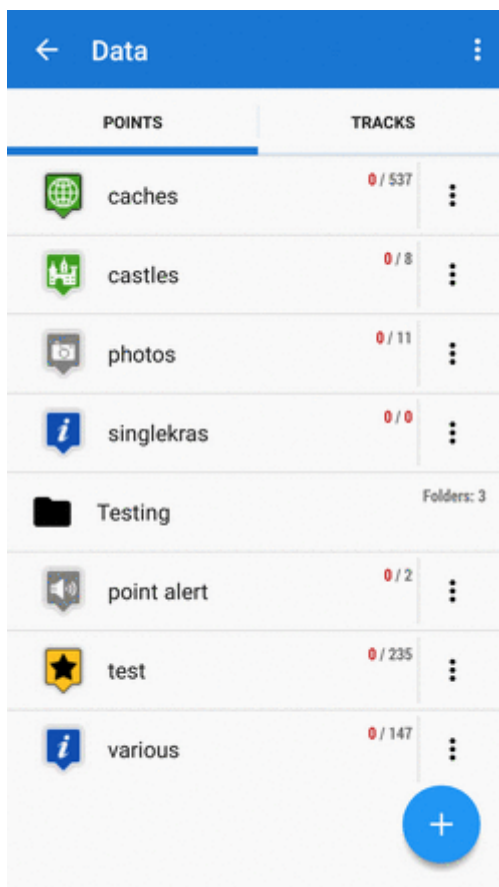 Data
POINTS TRACKS
caches 0 / 537
castles 0 / 8
photos 0 / 11
i singlekras 0 / 0
Testing Folders: 3
point alert 0 / 2
test 0 / 235
i various 0 / 147